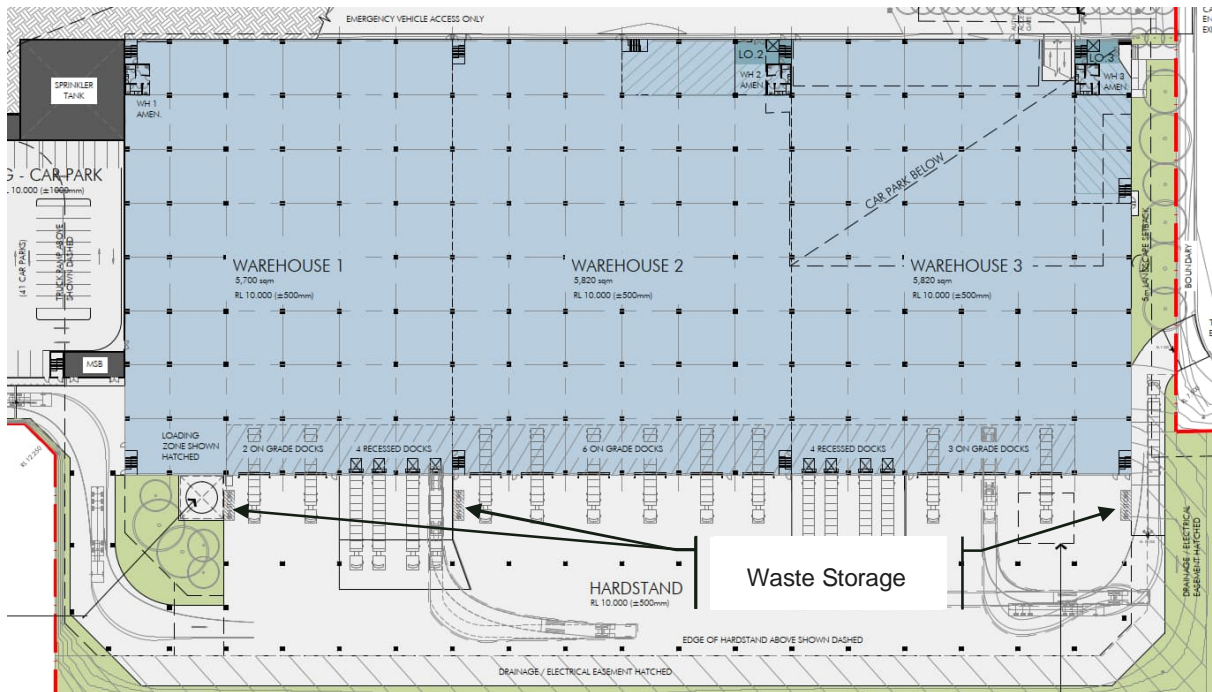 EMERGENCY VEHICLE ACCESS ONLY
SPRINKLER
TANK
WH 1
AMEN.
LO.2
WH 2
AMEN.
LO.3
WH 3
AMEN.
G - CAR PARK
RL 10.000 (±1000mm)
(41 CAR PARKS)
TRUCK RAMP ABOVE
SHOWN DASHED
CAR PARK BELOW
WAREHOUSE 1
5,700 sqm
RL 10.000 (±500mm)
WAREHOUSE 2
5,820 sqm
RL 10.000 (±500mm)
WAREHOUSE 3
5,820 sqm
RL 10.000 (±500mm)
5m LANDSCAPE SETBACK
BOUNDARY
MSB
LOADING
ZONE SHOWN
HATCHED
2 ON GRADE DOCKS
4 RECESSED DOCKS
6 ON GRADE DOCKS
4 RECESSED DOCKS
3 ON GRADE DOCKS
RL 12.250
Waste Storage
HARDSTAND
RL 10.000 (±500mm)
DRAINAGE / ELECTRICAL
EASEMENT HATCHED
EDGE OF HARDSTAND ABOVE SHOWN DASHED
DRAINAGE / ELECTRICAL EASEMENT HATCHED